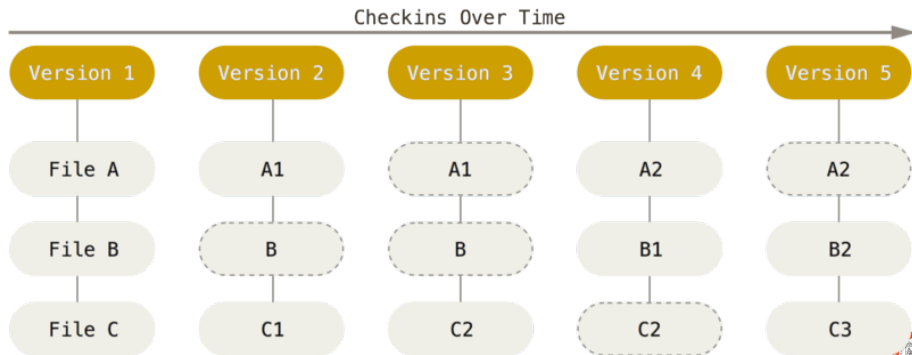 Checkins Over Time
Version 1 Version 2 Version 3 Version 4 Version 5
File A A1 A1 A2 A2
File B B B B1 B2
File C C1 C2 C2 C3